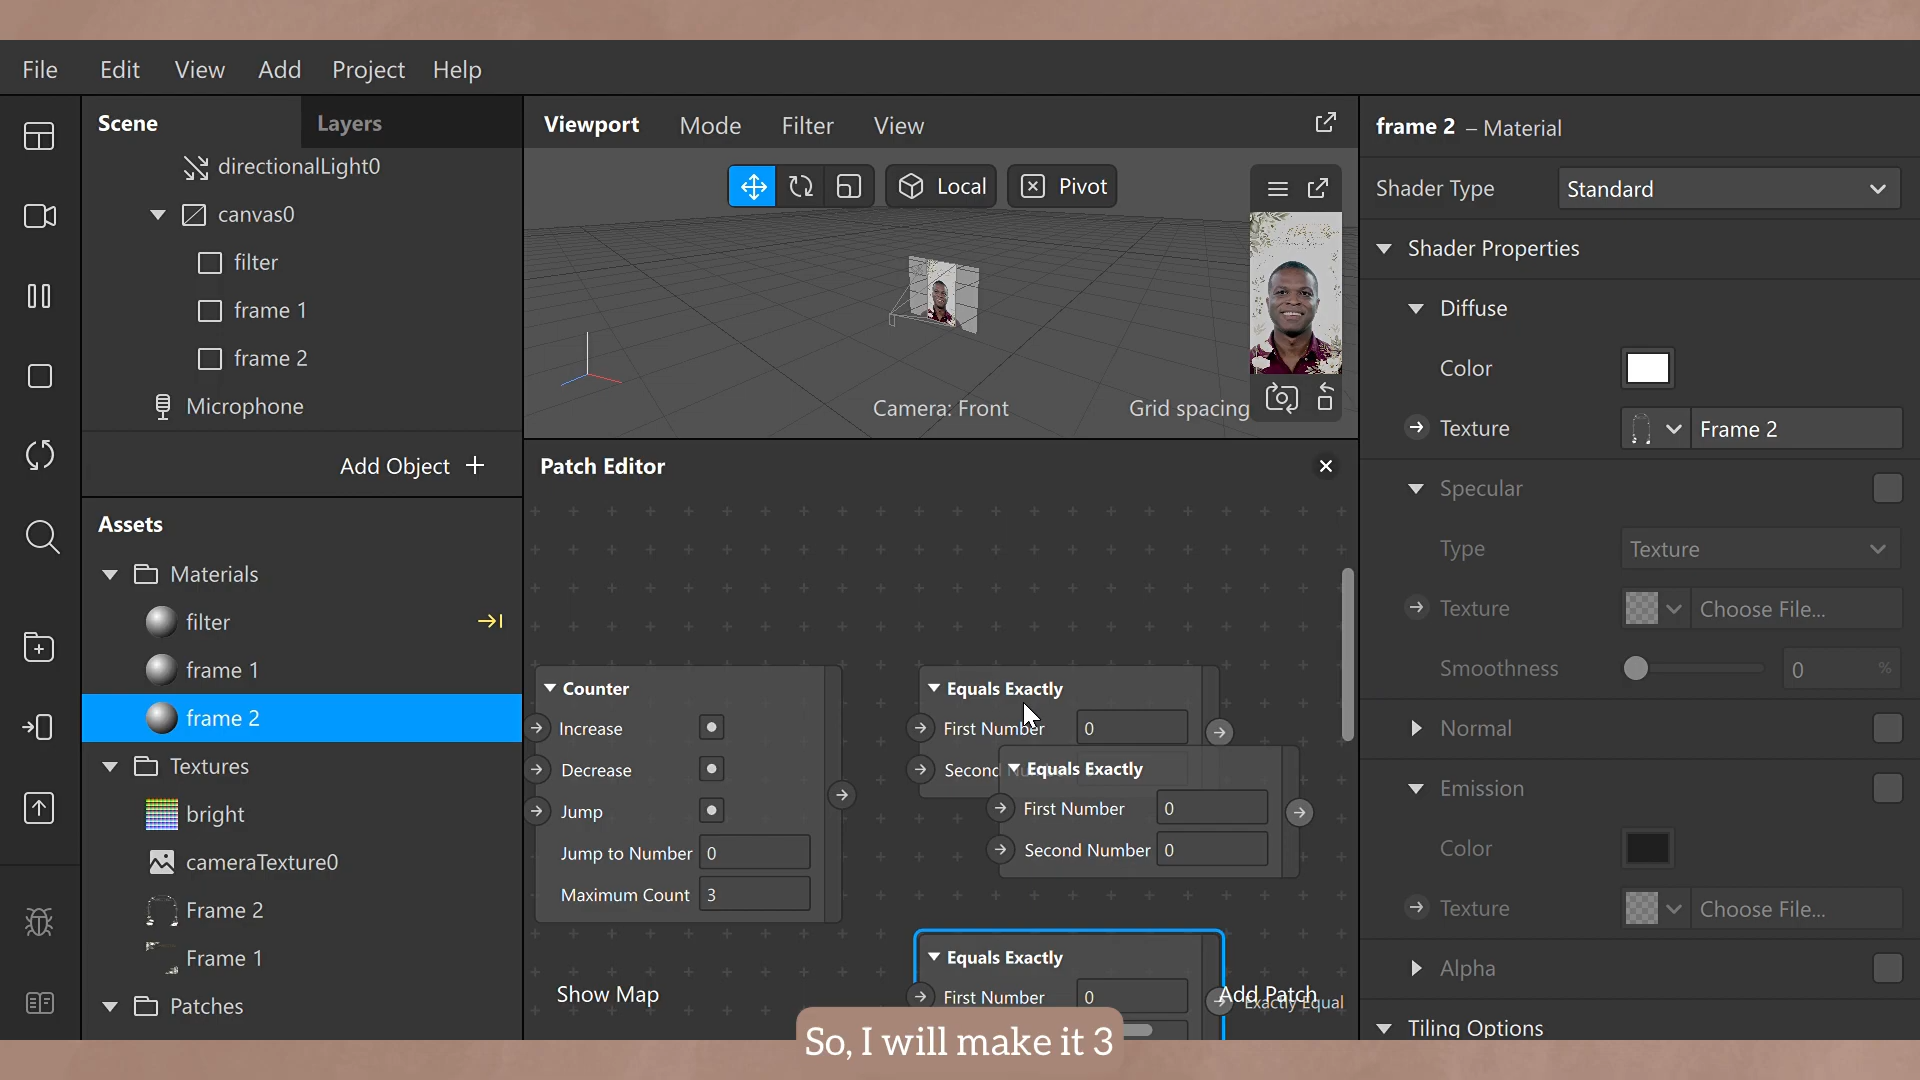 File Edit View Add Project Help
Scene Layers
directionalLight0
canvas0
filter
frame 1
frame 2
Microphone
Add Object +
Assets
Materials
filter
frame 1
frame 2
Textures
bright
cameraTexture0
Frame 2
Frame 1
Patches
Viewport Mode Filter View
Local Pivot
Camera: Front
Grid spacing
Patch Editor
Counter
Increase
Decrease
Jump
Jump to Number 0
Maximum Count 3
Equals Exactly
First Number 0
Second
Equals Exactly
First Number 0
Second Number 0
Equals Exactly
First Number 0
Show Map
Add Patch
Exactly Equal
So, I will make it 3
frame 2 – Material
Shader Type Standard
Shader Properties
Diffuse
Color
Texture Frame 2
Specular
Type Texture
Texture Choose File...
Smoothness 0 %
Normal
Emission
Color
Texture Choose File...
Alpha
Tiling Options